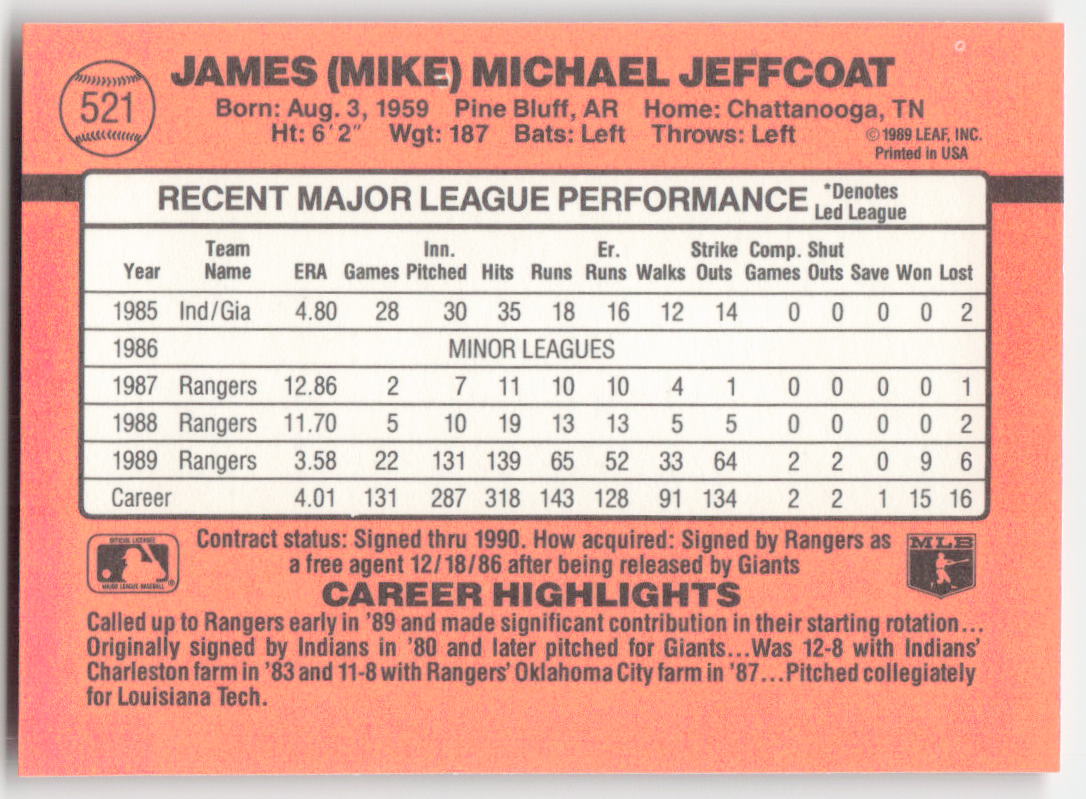 521
JAMES (MIKE) MICHAEL JEFFCOAT
Born: Aug. 3, 1959 Pine Bluff, AR Home: Chattanooga, TN
Ht: 6'2" Wgt: 187 Bats: Left Throws: Left
© 1989 LEAF, INC.
Printed in USA
RECENT MAJOR LEAGUE PERFORMANCE *Denotes Led League
Year Team Name ERA Games Inn. Pitched Hits Runs Er. Runs Walks Strike Outs Comp. Games Shut Outs Save Won Lost
1985 Ind/Gia 4.80 28 30 35 18 16 12 14 0 0 0 0 2
1986 MINOR LEAGUES
1987 Rangers 12.86 2 7 11 10 10 4 1 0 0 0 0 1
1988 Rangers 11.70 5 10 19 13 13 5 5 0 0 0 0 2
1989 Rangers 3.58 22 131 139 65 52 33 64 2 2 0 9 6
Career 4.01 131 287 318 143 128 91 134 2 2 1 15 16
OFFICIAL LICENSEE
MAJOR LEAGUE BASEBALL
Contract status: Signed thru 1990. How acquired: Signed by Rangers as
a free agent 12/18/86 after being released by Giants
MLB
CAREER HIGHLIGHTS
Called up to Rangers early in '89 and made significant contribution in their starting rotation...
Originally signed by Indians in '80 and later pitched for Giants...Was 12-8 with Indians'
Charleston farm in '83 and 11-8 with Rangers' Oklahoma City farm in '87...Pitched collegiately
for Louisiana Tech.